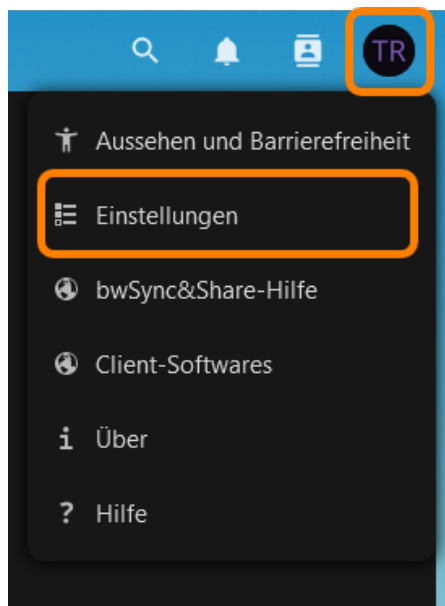 TR
Aussehen und Barrierefreiheit
Einstellungen
bwSync&Share-Hilfe
Client-Softwares
Über
Hilfe